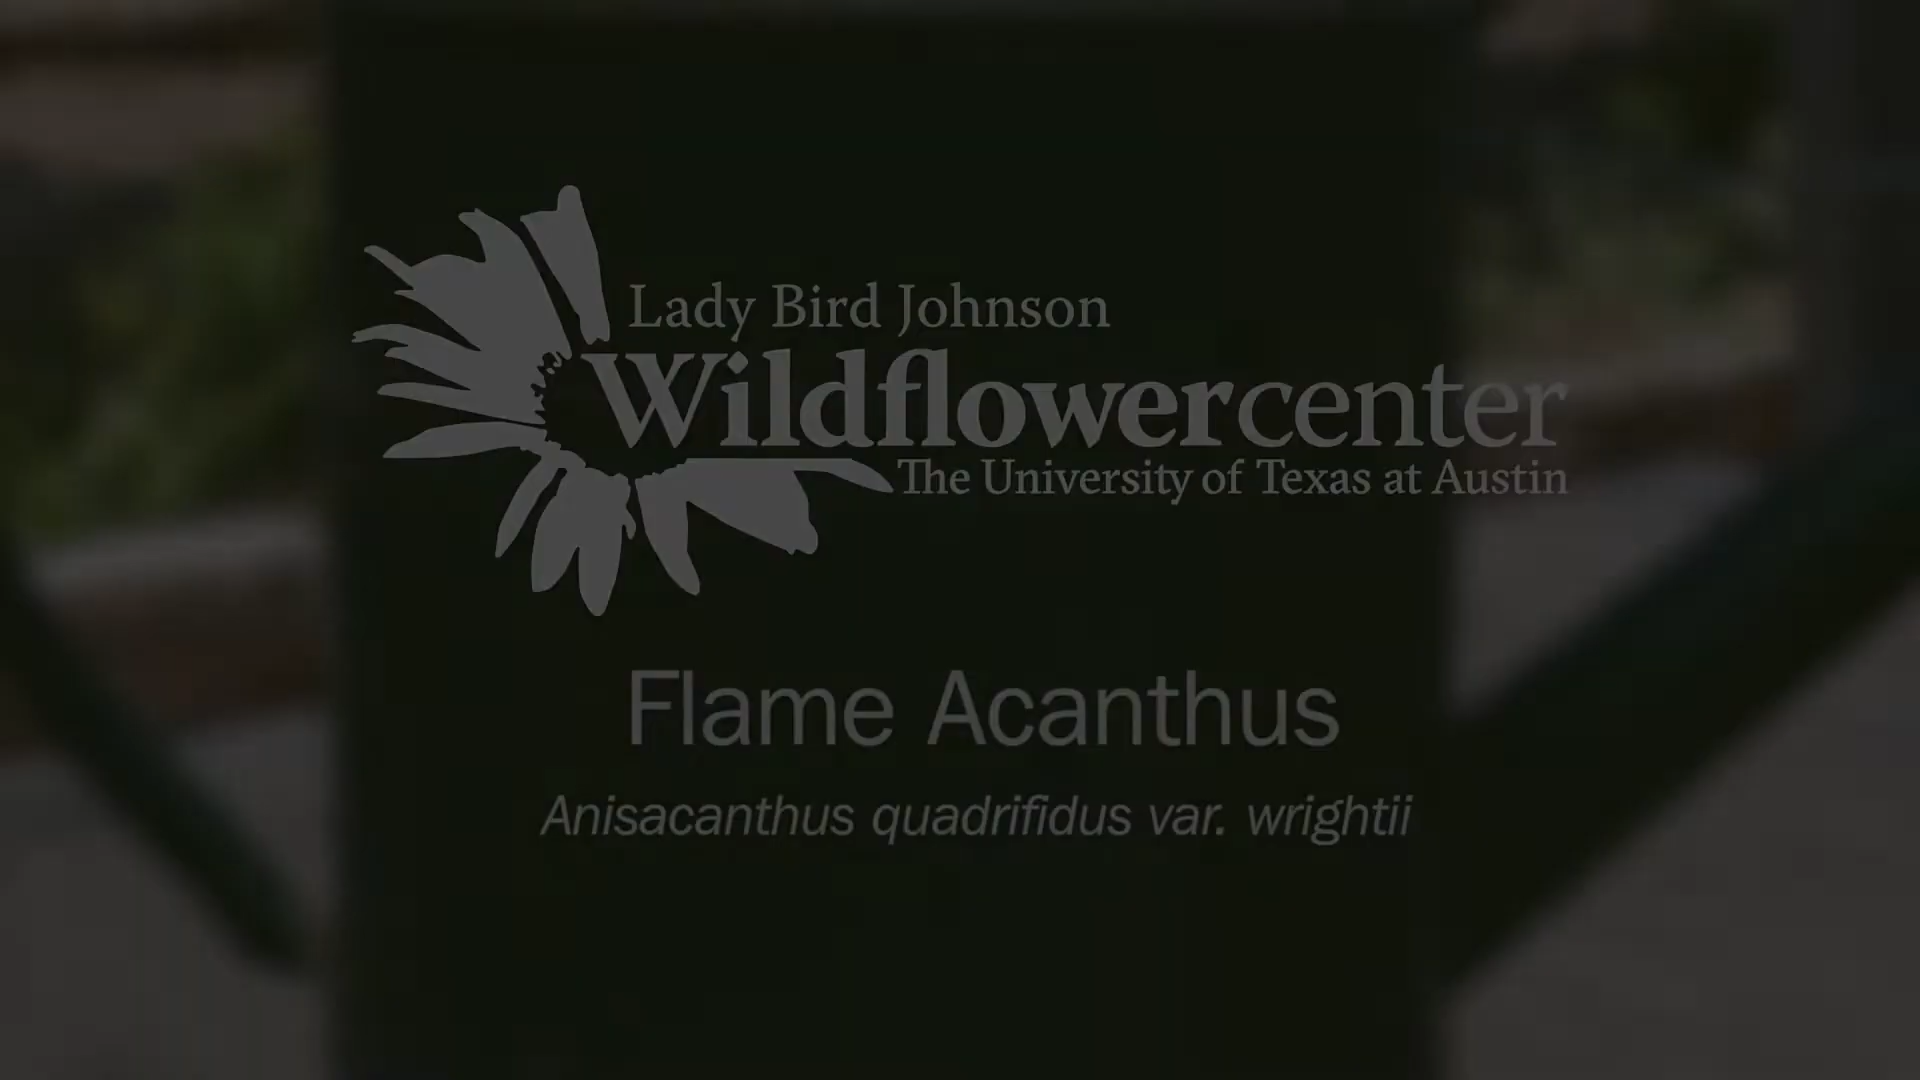 Lady Bird Johnson
Wildflowercenter
The University of Texas at Austin
Flame Acanthus
Anisacanthus quadrifidus var. wrightii